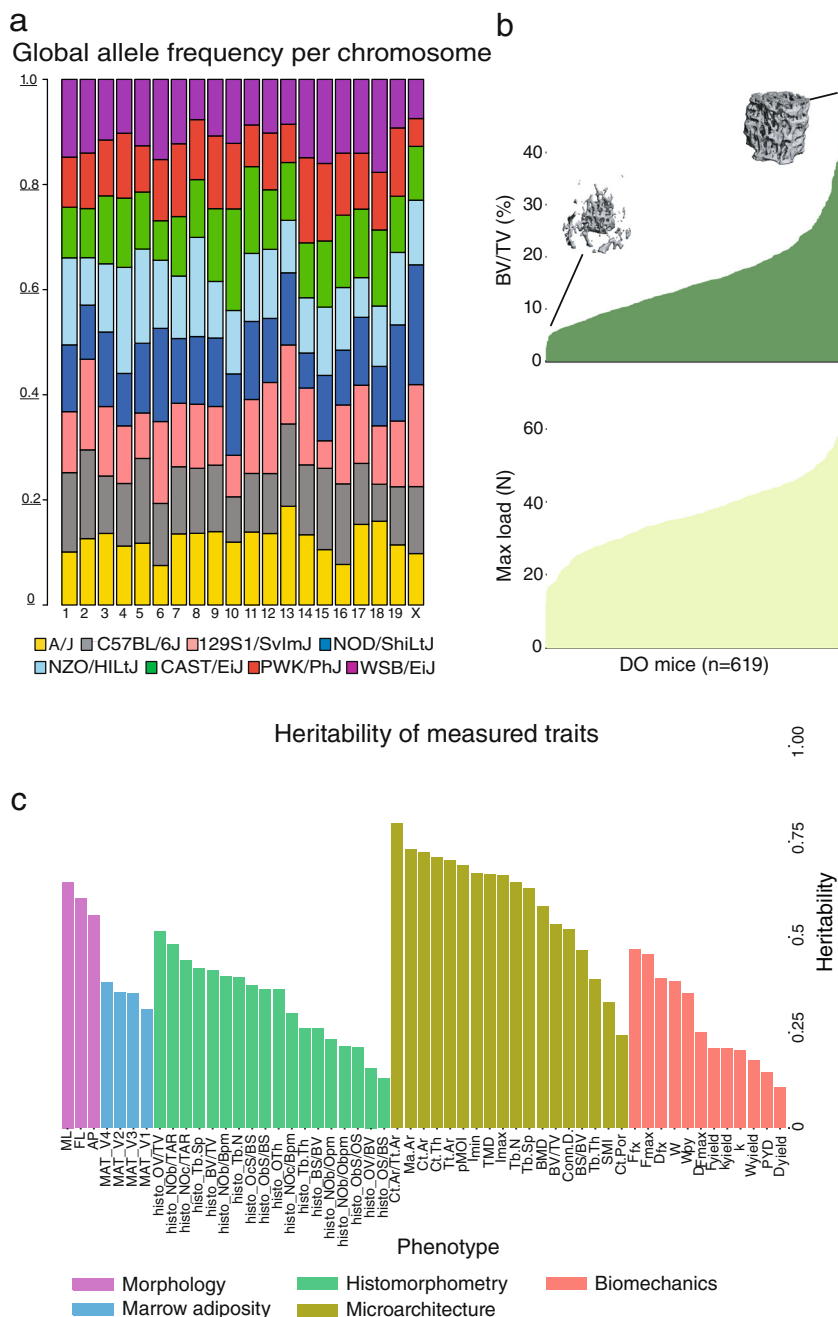 a
Global allele frequency per chromosome
1.0
0.8
0.6
0.4
0.2
0
1 2 3 4 5 6 7 8 9 10 11 12 13 14 15 16 17 18 19 X
A/J C57BL/6J 129S1/SvImJ NOD/ShiLtJ
NZO/HILtJ CAST/EiJ PWK/PhJ WSB/EiJ
b
BV/TV (%)
40
30
20
10
0
Max load (N)
60
40
20
0
DO mice (n=619)
Heritability of measured traits
c
1.00
0.75
0.5
0.25
0
Heritability
ML
FL
AP
MAT_V4
MAT_V2
MAT_V3
MAT_V1
histo_OV/TV
histo_NOb/TAR
histo_NOc/TAR
histo_Tb.Sp
histo_BV/TV
histo_NOb/Bpm
histo_Tb.N
histo_OcS/BS
histo_ObS/BS
histo_OTh
histo_NOc/Bpm
histo_Tb.Th
histo_BS/BV
histo_NOb/Opm
histo_NOb/Obpm
histo_ObS/OS
histo_OV/BV
histo_OS/BS
Ct.Ar/Tt.Ar
Ma.Ar
Ct.Ar
Ct.Th
Tt.Ar
pMOI
Imin
TMD
Imax
Tb.N
Tb.Sp
BMD
BV/TV
Conn.D.
BS/BV
Tb.Th
SMI
Ct.Por
Ffx
Fmax
Dfx
W
Wpy
D_Fmax
Fyield
Kyield
k
Wyield
PYD
Dyield
Phenotype
Morphology Histomorphometry Biomechanics
Marrow adiposity Microarchitecture